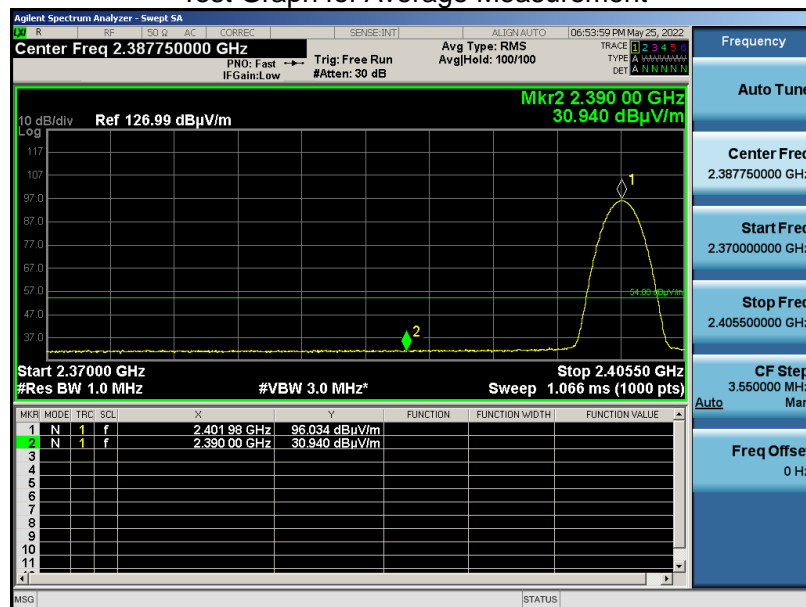 Test Graph for Average Measurement
Agilent Spectrum Analyzer - Swept SA
LXI R RF 50 Ω AC CORREC SENSE:INT ALIGN AUTO 06:53:59 PM May 25, 2022
Center Freq 2.387750000 GHz
PNO: Fast
IFGain:Low
Trig: Free Run
#Atten: 30 dB
Avg Type: RMS
Avg|Hold: 100/100
TRACE 1 2 3 4 5 6
TYPE A
DET A N N N N N
Mkr2 2.390 00 GHz
30.940 dBµV/m
10 dB/div
Log
Ref 126.99 dBµV/m
117
107
97.0
87.0
77.0
67.0
57.0
47.0
37.0
1
2
54.00 dBµV/m
Start 2.37000 GHz
Stop 2.40550 GHz
#Res BW 1.0 MHz
#VBW 3.0 MHz*
Sweep 1.066 ms (1000 pts)
MKR MODE TRC SCL X Y FUNCTION FUNCTION WIDTH FUNCTION VALUE
1 N 1 f 2.401 98 GHz 96.034 dBµV/m
2 N 1 f 2.390 00 GHz 30.940 dBµV/m
3
4
5
6
7
8
9
10
11
MSG
STATUS
Frequency
Auto Tune
Center Freq
2.387750000 GHz
Start Freq
2.370000000 GHz
Stop Freq
2.405500000 GHz
CF Step
3.550000 MHz
Auto Man
Freq Offset
0 Hz